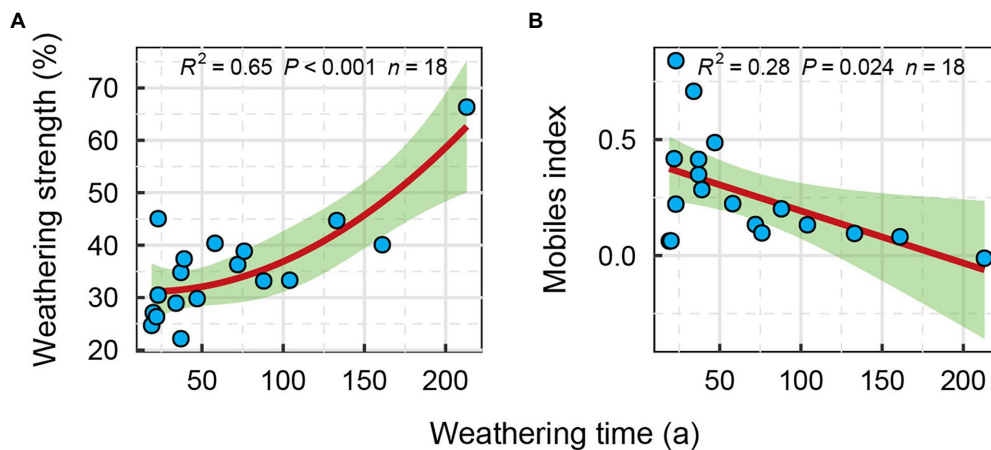 A
B
R² = 0.65 P < 0.001 n = 18
R² = 0.28 P = 0.024 n = 18
Weathering strength (%)
70
60
50
40
30
20
50
100
150
200
Mobiles index
0.5
0.0
50
100
150
200
Weathering time (a)